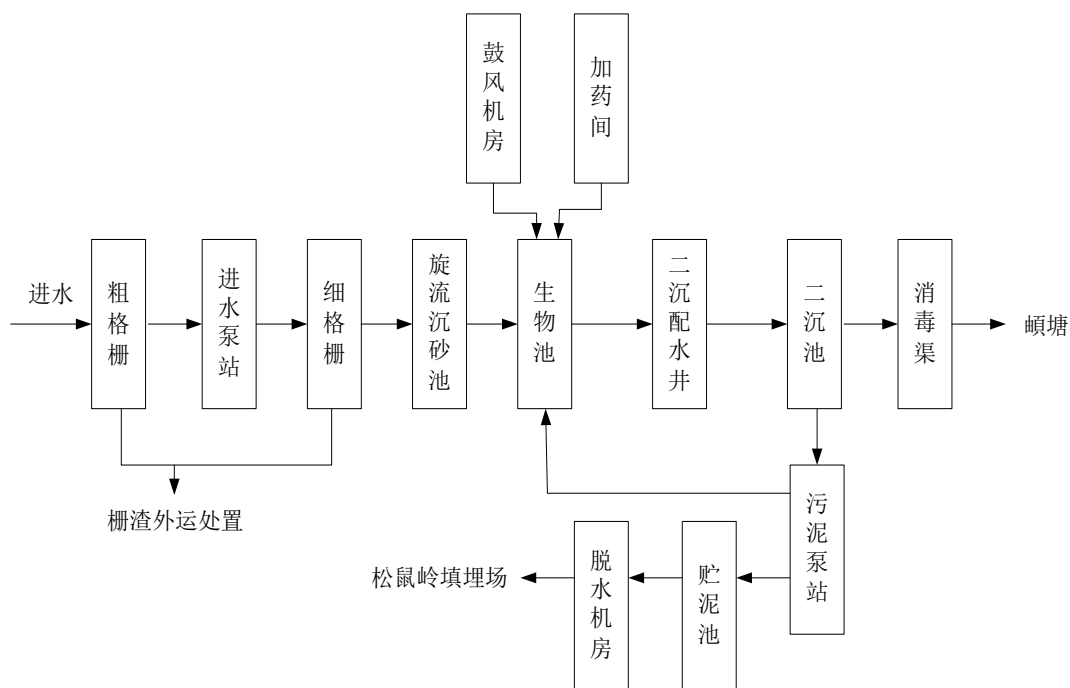 鼓风机房
加药间
进水
粗格栅
进水泵站
细格栅
旋流沉砂池
生物池
二沉配水井
二沉池
消毒渠
頔塘
栅渣外运处置
污泥泵站
松鼠岭填埋场
脱水机房
贮泥池